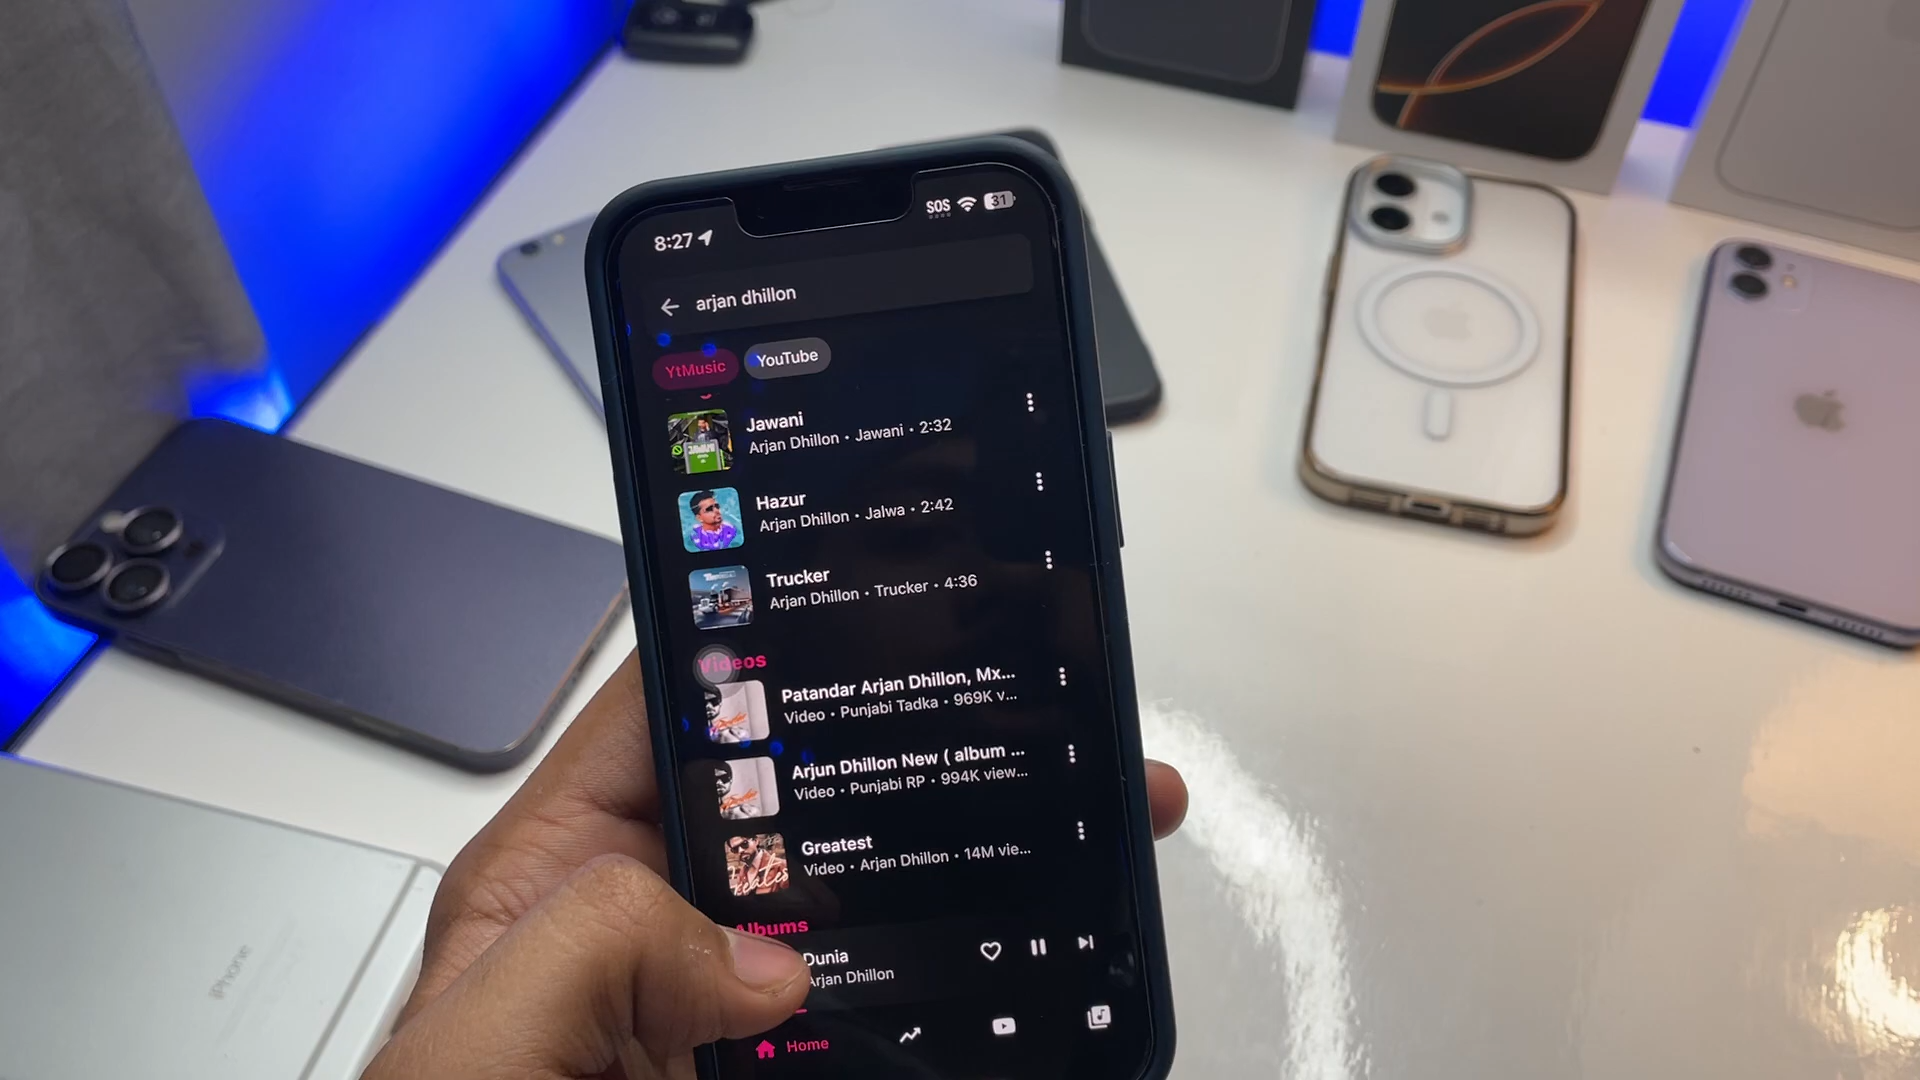 8:27
SOS
31
arjan dhillon
YtMusic
YouTube
Jawani
Arjan Dhillon • Jawani • 2:32
Hazur
Arjan Dhillon • Jalwa • 2:42
Trucker
Arjan Dhillon • Trucker • 4:36
Videos
Patandar Arjan Dhillon, Mx...
Video • Punjabi Tadka • 969K v...
Arjun Dhillon New ( album ...
Video • Punjabi RP • 994K view...
Greatest
Video • Arjan Dhillon • 14M vie...
Albums
Dunia
Arjan Dhillon
Home
iPhone